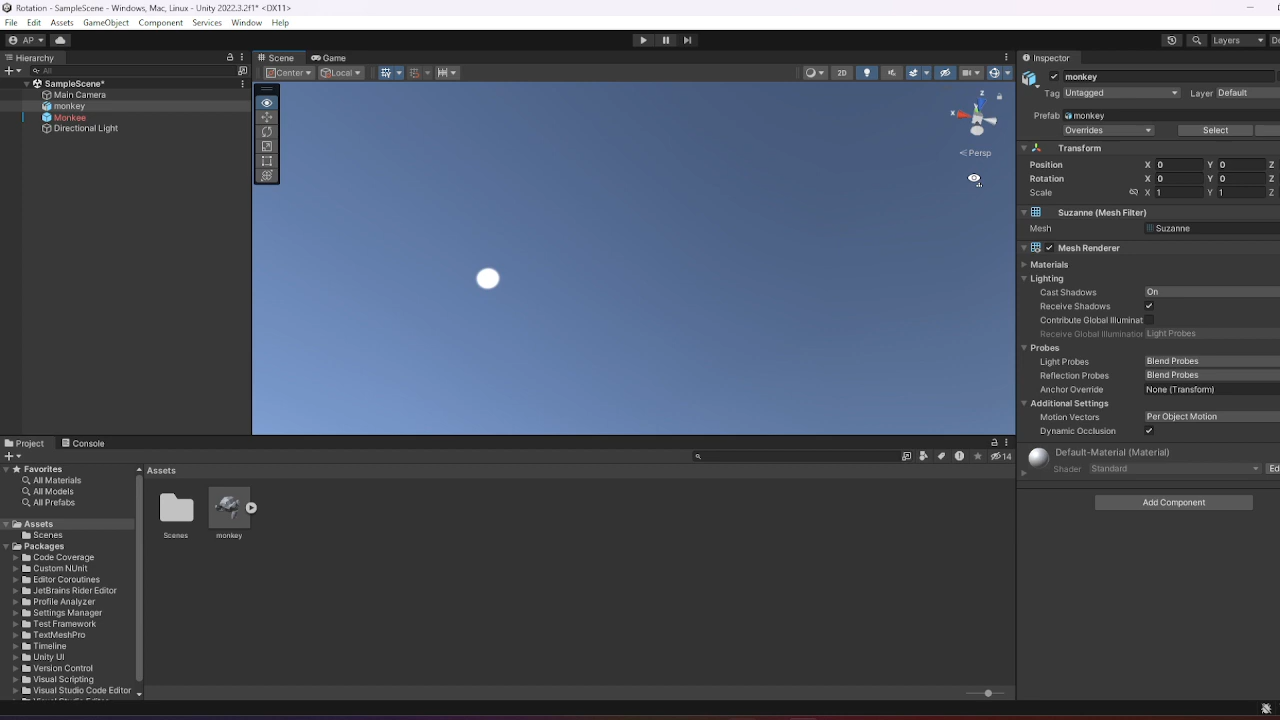 Rotation - SampleScene - Windows, Mac, Linux - Unity 2022.3.2f1* <DX11>
File Edit Assets GameObject Component Services Window Help
AP Layers
Hierarchy Scene Game Inspector
All Center Local 2D monkey
SampleScene*
Main Camera
monkey
Monkee
Directional Light
z
x
y
< Persp
Tag Untagged Layer Default
Prefab monkey
Overrides Select
Transform
Position X 0 Y 0 Z
Rotation X 0 Y 0 Z
Scale X 1 Y 1 Z
Suzanne (Mesh Filter)
Mesh Suzanne
Mesh Renderer
Materials
Lighting
Cast Shadows On
Receive Shadows
Contribute Global Illuminat
Receive Global Illumination Light Probes
Probes
Light Probes Blend Probes
Reflection Probes Blend Probes
Anchor Override None (Transform)
Additional Settings
Motion Vectors Per Object Motion
Dynamic Occlusion
Default-Material (Material)
Shader Standard Ed
Add Component
Project Console
14
Favorites
All Materials
All Models
All Prefabs
Assets
Scenes
Packages
Code Coverage
Custom NUnit
Editor Coroutines
JetBrains Rider Editor
Profile Analyzer
Settings Manager
Test Framework
TextMeshPro
Timeline
Unity UI
Version Control
Visual Scripting
Visual Studio Code Editor
Assets
Scenes monkey